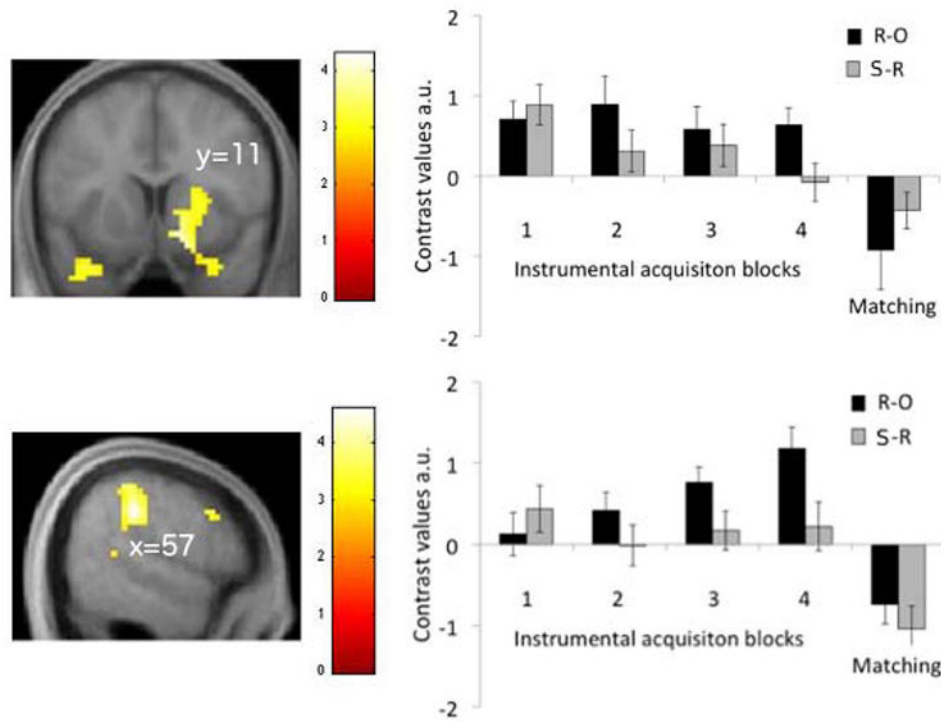 y=11
4
3
2
1
0
Contrast values a.u.
2
1
0
-1
-2
R-O
S-R
1 2 3 4
Instrumental acquisiton blocks
Matching
x=57
4
3
2
1
0
Contrast values a.u.
2
1
0
-1
-2
R-O
S-R
1 2 3 4
Instrumental acquisiton blocks
Matching